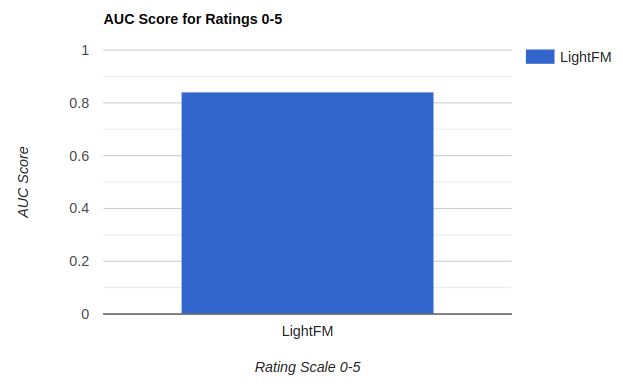 AUC Score for Ratings 0-5
1
0.8
0.6
0.4
0.2
0
AUC Score
LightFM
LightFM
Rating Scale 0-5